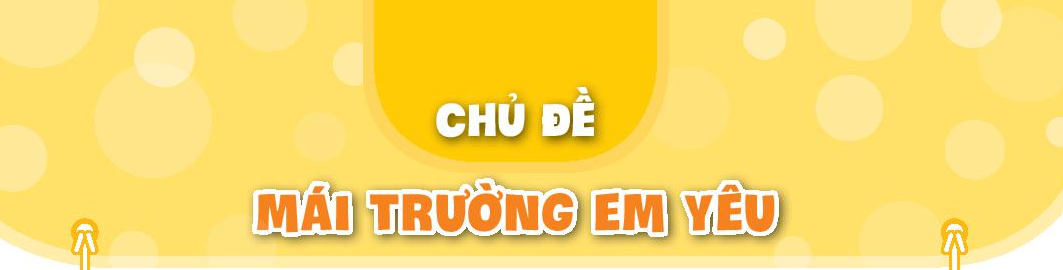 CHỦ ĐỀ
MÁI TRƯỜNG EM YÊU